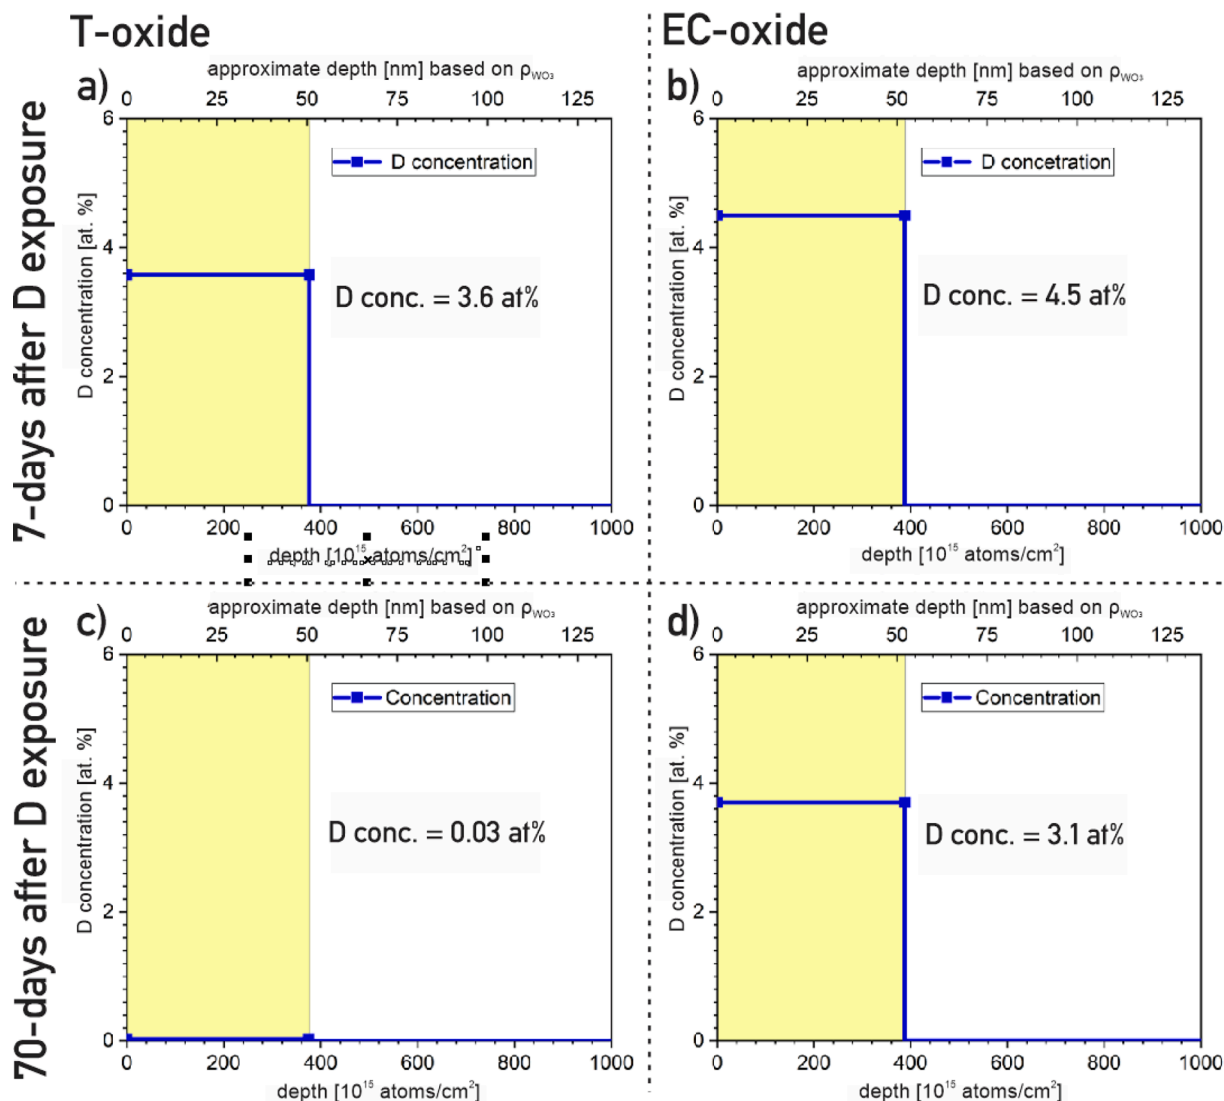 T-oxide
EC-oxide
7-days after D exposure
a)
approximate depth [nm] based on ρWO₃
0 25 50 75 100 125
6
4
2
0
D concentration [at. %]
D concentration
D conc. = 3.6 at%
0 200 400 600 800 1000
depth [10¹⁵ atoms/cm²]
b)
approximate depth [nm] based on ρWO₃
0 25 50 75 100 125
6
4
2
0
D concentration [at. %]
D concetration
D conc. = 4.5 at%
0 200 400 600 800 1000
depth [10¹⁵ atoms/cm²]
70-days after D exposure
c)
approximate depth [nm] based on ρWO₃
0 25 50 75 100 125
6
4
2
0
D concentration [at. %]
Concentration
D conc. = 0.03 at%
0 200 400 600 800 1000
depth [10¹⁵ atoms/cm²]
d)
approximate depth [nm] based on ρWO₃
0 25 50 75 100 125
6
4
2
0
D concentration [at. %]
Concentration
D conc. = 3.1 at%
0 200 400 600 800 1000
depth [10¹⁵ atoms/cm²]